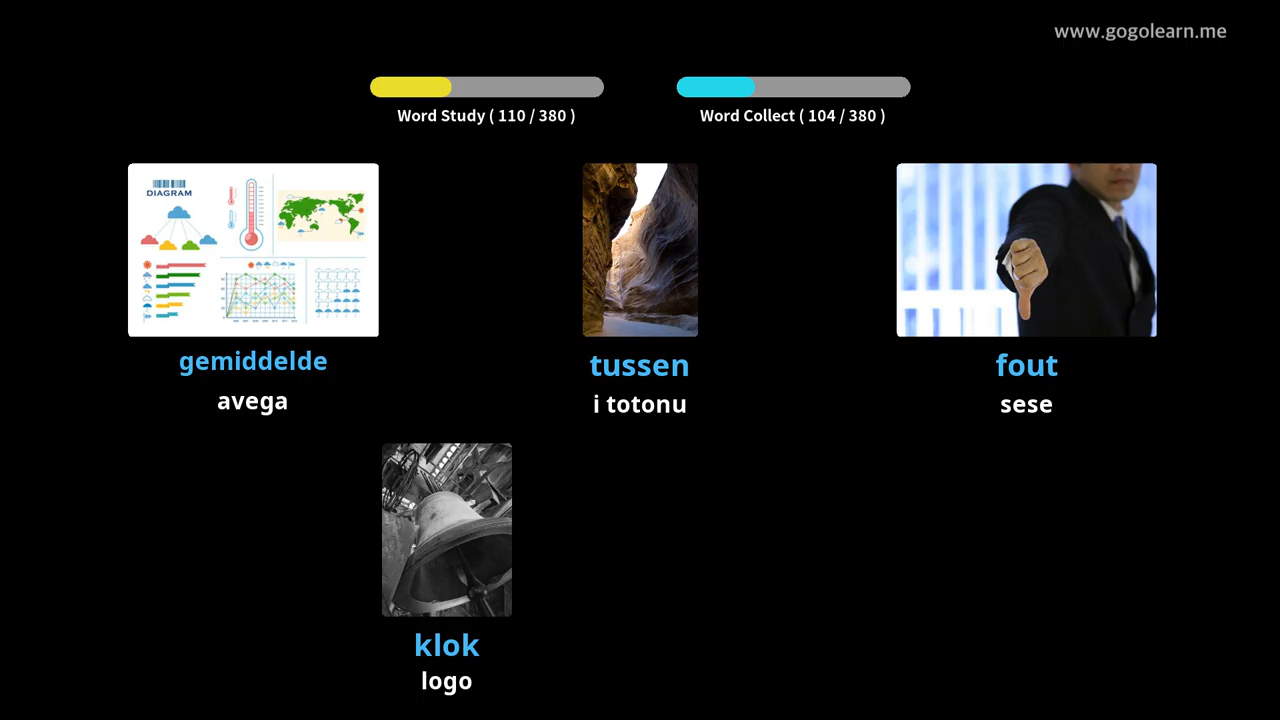 www.gogolearn.me
Word Study ( 110 / 380 )
Word Collect ( 104 / 380 )
DIAGRAM
gemiddelde
avega
tussen
i totonu
fout
sese
klok
logo